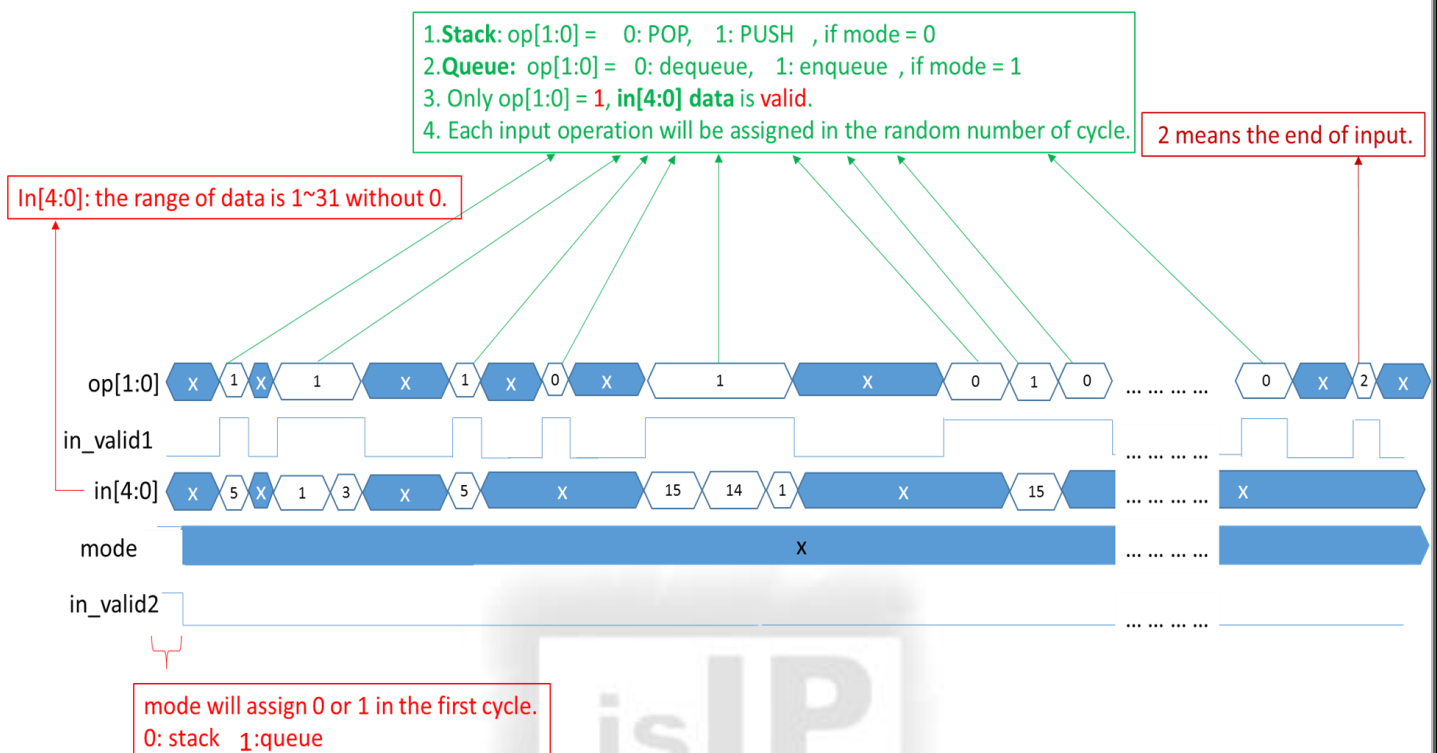 1.Stack: op[1:0] = 0: POP, 1: PUSH , if mode = 0
2.Queue: op[1:0] = 0: dequeue, 1: enqueue , if mode = 1
3. Only op[1:0] = 1, in[4:0] data is valid.
4. Each input operation will be assigned in the random number of cycle.
2 means the end of input.
In[4:0]: the range of data is 1~31 without 0.
op[1:0] X 1 X 1 X 1 X 0 X 1 X 0 1 0 ... ... ... ... 0 X 2 X
in_valid1 ... ... ... ...
in[4:0] X 5 X 1 3 X 5 X 15 14 1 X 15 ... ... ... ... X
mode X ... ... ... ...
in_valid2 ... ... ... ...
mode will assign 0 or 1 in the first cycle.
0: stack 1:queue
isIP